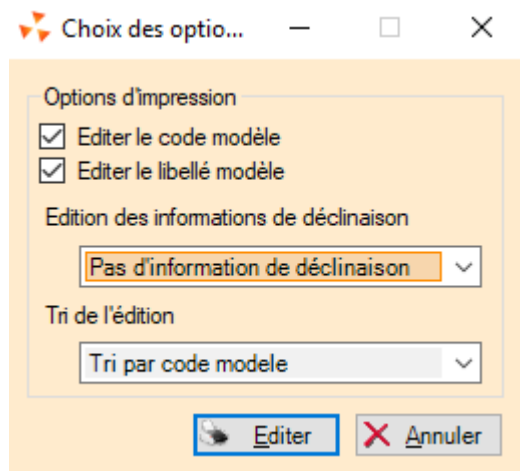 Choix des optio...
Options d'impression
Editer le code modèle
Editer le libellé modèle
Edition des informations de déclinaison
Pas d'information de déclinaison
Tri de l'édition
Tri par code modele
Editer
Annuler